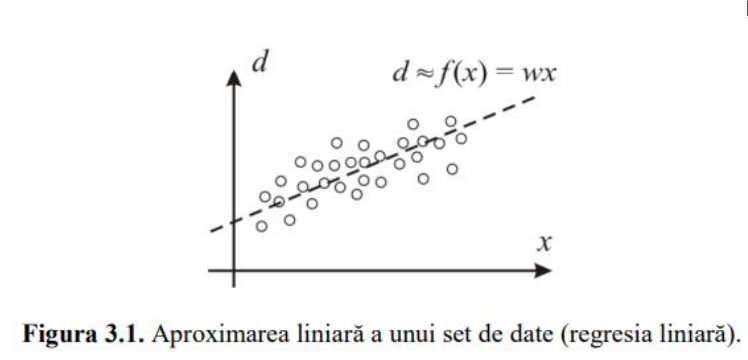 d
d ≈ f(x) = wx
x
Figura 3.1. Aproximarea liniară a unui set de date (regresia liniară).